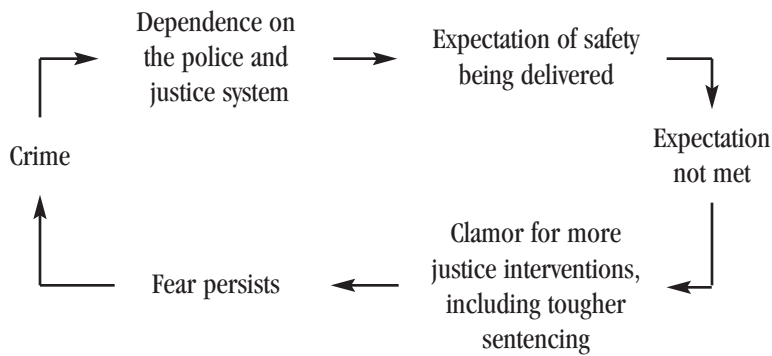 Dependence on
the police and
justice system
Expectation of safety
being delivered
Crime
Expectation
not met
Clamor for more
justice interventions,
including tougher
sentencing
Fear persists